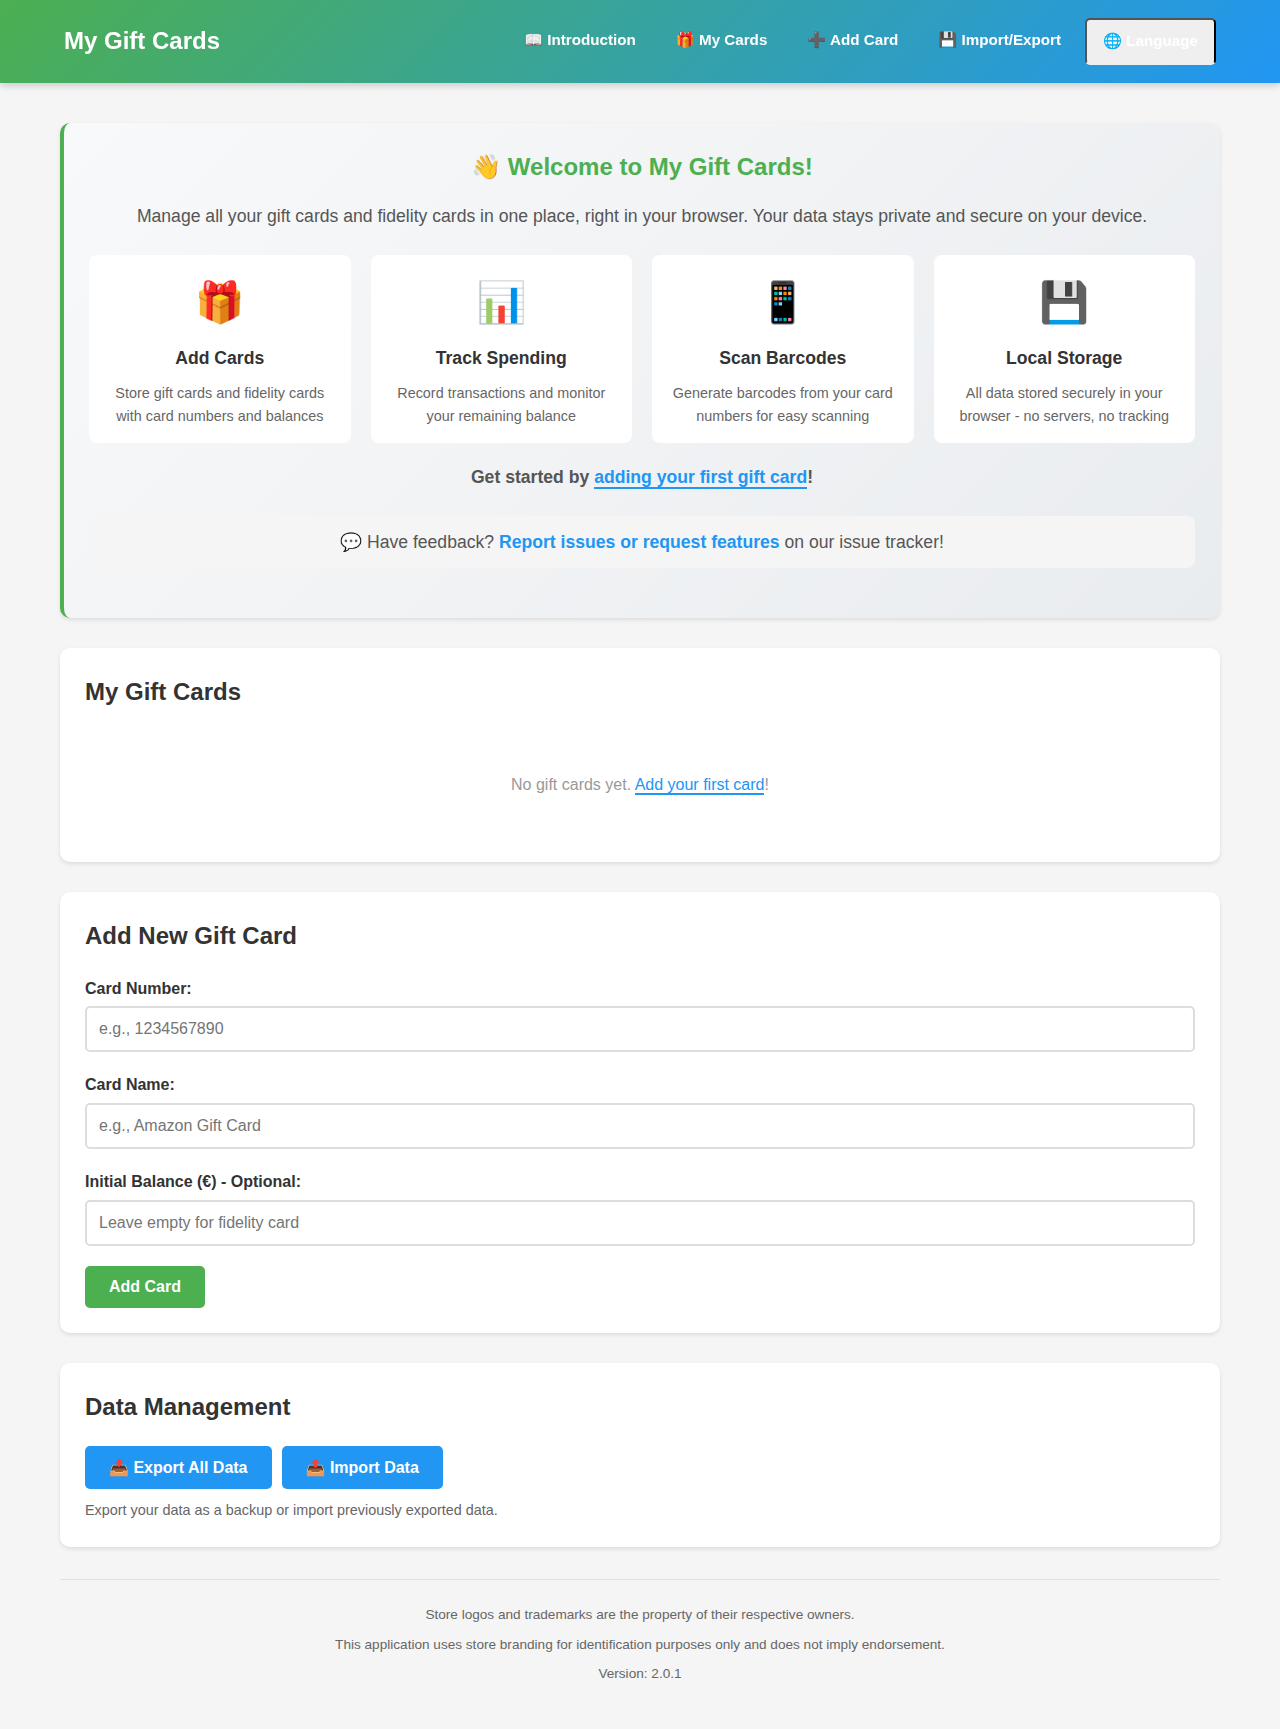 My Gift Cards
📖 Introduction
🎁 My Cards
➕ Add Card
💾 Import/Export
🌐 Language
👋 Welcome to My Gift Cards!
Manage all your gift cards and fidelity cards in one place, right in your browser. Your data stays private and secure on your device.
Add Cards
Store gift cards and fidelity cards
with card numbers and balances
Track Spending
Record transactions and monitor
your remaining balance
Scan Barcodes
Generate barcodes from your card
numbers for easy scanning
Local Storage
All data stored securely in your
browser - no servers, no tracking
Get started by adding your first gift card!
💬 Have feedback? Report issues or request features on our issue tracker!
My Gift Cards
No gift cards yet. Add your first card!
Add New Gift Card
Card Number:
e.g., 1234567890
Card Name:
e.g., Amazon Gift Card
Initial Balance (€) - Optional:
Leave empty for fidelity card
Add Card
Data Management
📥 Export All Data
📤 Import Data
Export your data as a backup or import previously exported data.
Store logos and trademarks are the property of their respective owners.
This application uses store branding for identification purposes only and does not imply endorsement.
Version: 2.0.1